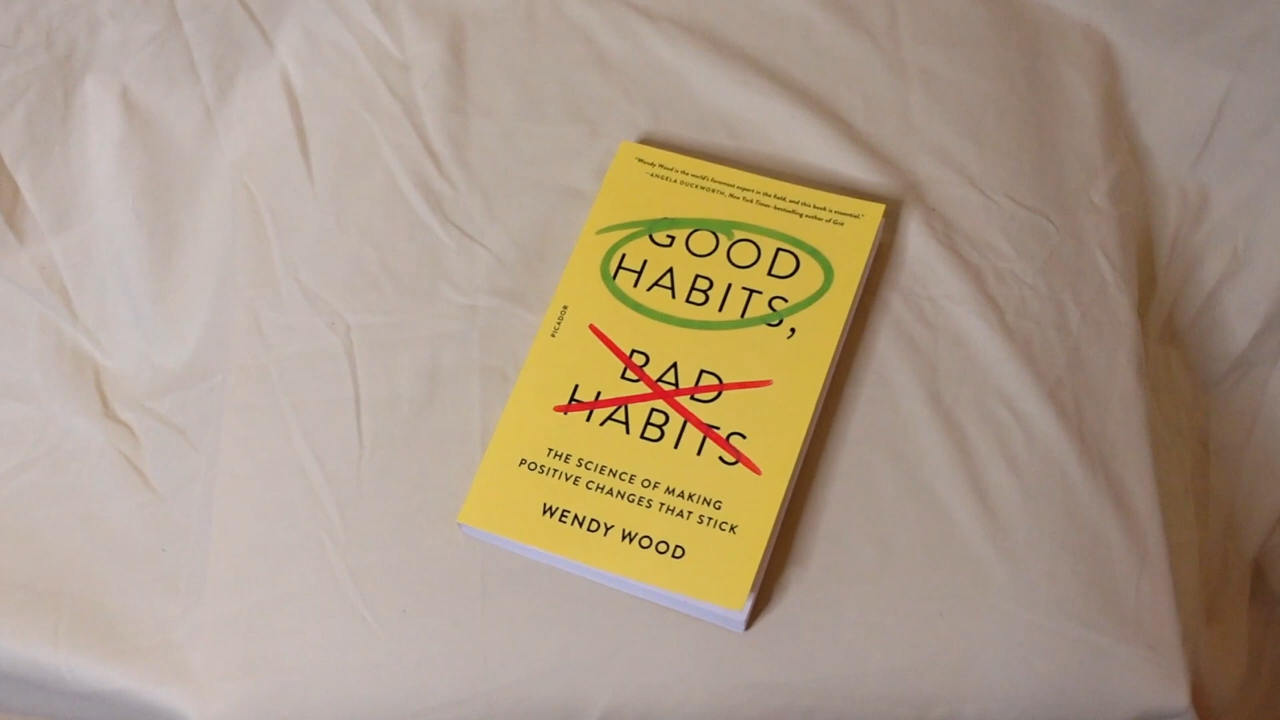 "Wendy Wood is the world's foremost expert in the field, and this book is essential."
—ANGELA DUCKWORTH, New York Times–bestselling author of Grit
GOOD
HABITS,
BAD
HABITS
THE SCIENCE OF MAKING
POSITIVE CHANGES THAT STICK
WENDY WOOD
PICADOR